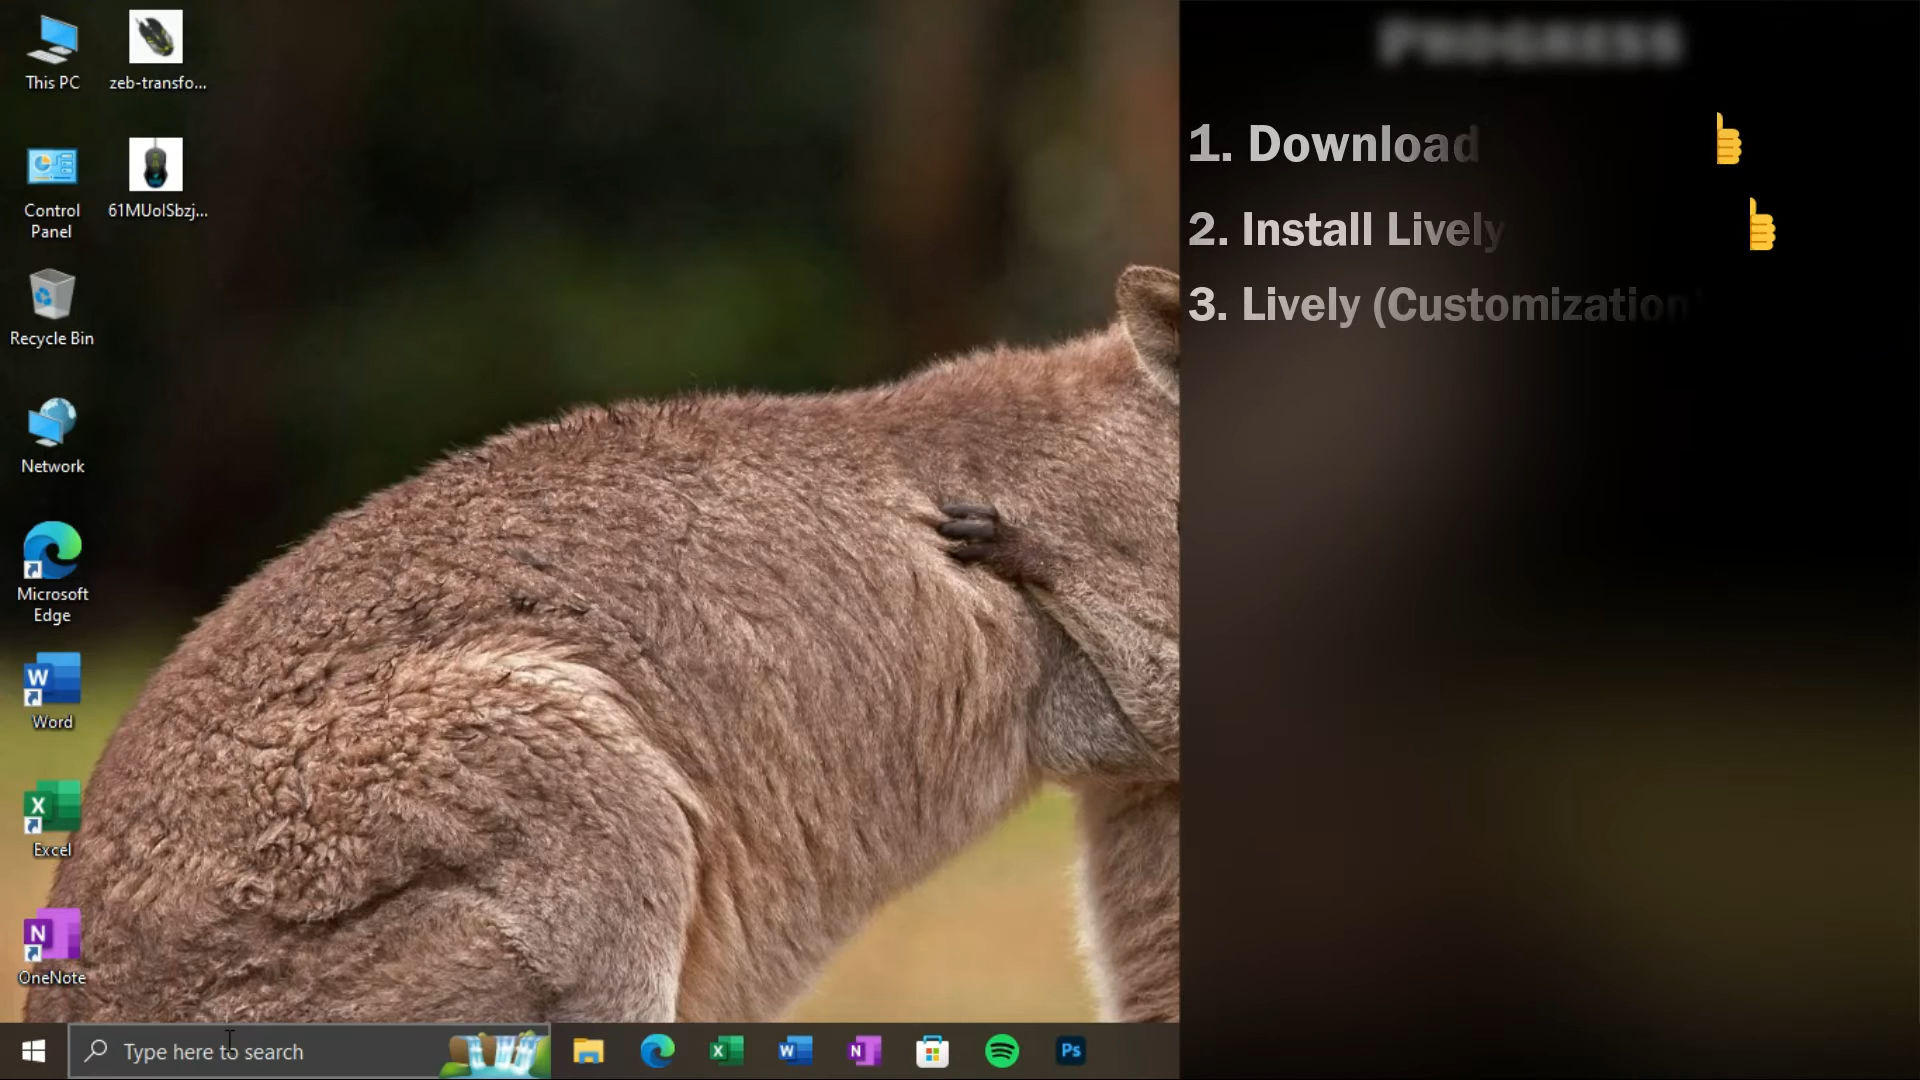 This PC
zeb-transfo...
Control
Panel
61MUolSbzj...
Recycle Bin
Network
Microsoft
Edge
Word
Excel
OneNote
Type here to search
PROGRESS
1. Download
2. Install Lively
3. Lively (Customization)
X
W
N
Ps
W
X
N